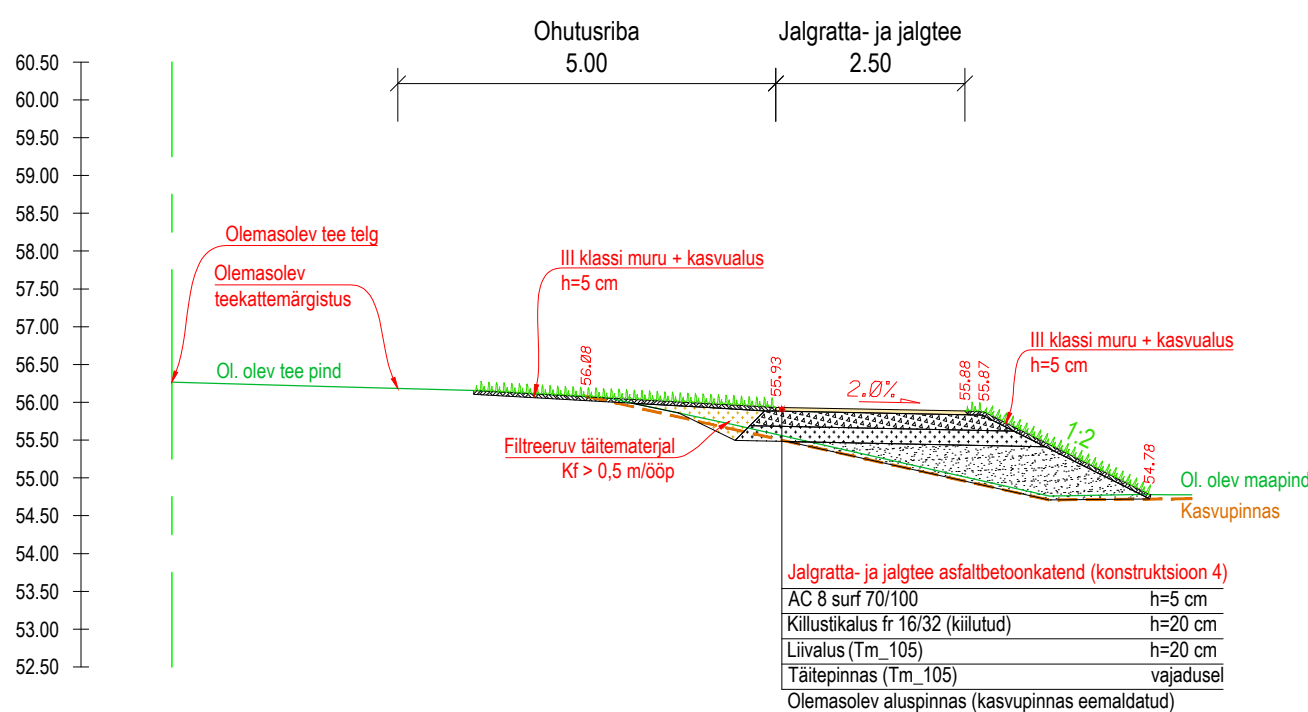 Ohutusriba
5.00
Jalgratta- ja jalgtee
2.50
60.50
60.00
59.50
59.00
58.50
58.00
57.50
57.00
56.50
56.00
55.50
55.00
54.50
54.00
53.50
53.00
52.50
Olemasolev tee telg
Olemasolev
teekattemärgistus
Ol. olev tee pind
III klassi muru + kasvualus
h=5 cm
56.08
55.93
2.0%
55.88
55.87
III klassi muru + kasvualus
h=5 cm
1:2
54.78
Filtreeruv täitematerjal
Kf > 0,5 m/ööp
Ol. olev maapind
Kasvupinnas
Jalgratta- ja jalgtee asfaltbetoonkatend (konstruktsioon 4)
AC 8 surf 70/100 h=5 cm
Killustikalus fr 16/32 (kiilutud) h=20 cm
Liivalus (Tm_105) h=20 cm
Täitepinnas (Tm_105) vajadusel
Olemasolev aluspinnas (kasvupinnas eemaldatud)